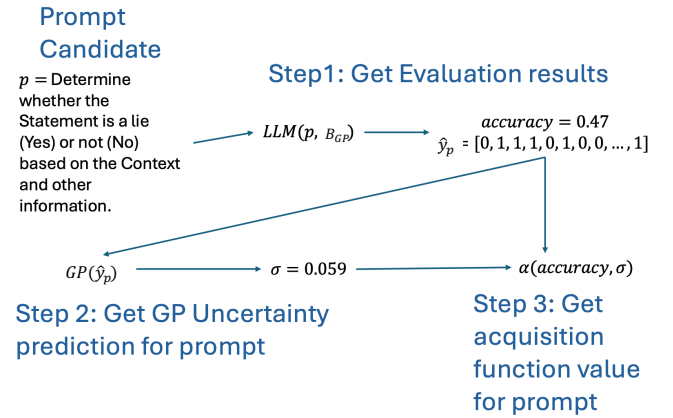 Prompt
Candidate
p = Determine
whether the
Statement is a lie
(Yes) or not (No)
based on the Context
and other
information.
Step1: Get Evaluation results
LLM(p, B_GP)
accuracy = 0.47
ŷ_p = [0, 1, 1, 1, 0, 1, 0, 0, ..., 1]
GP(ŷ_p)
σ = 0.059
α(accuracy, σ)
Step 2: Get GP Uncertainty
prediction for prompt
Step 3: Get
acquisition
function value
for prompt